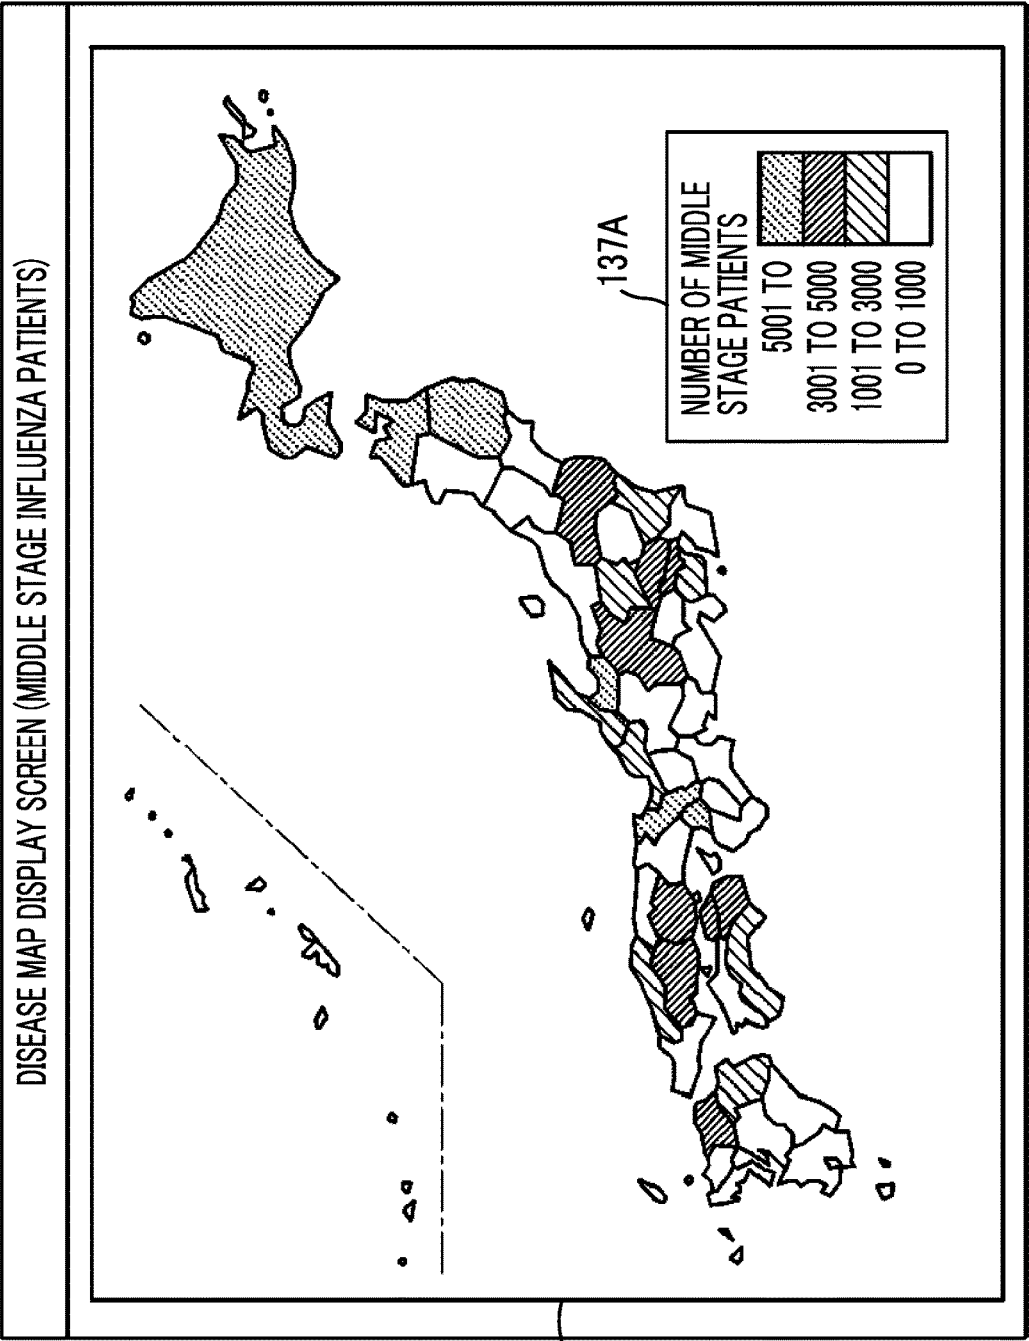 DISEASE MAP DISPLAY SCREEN (MIDDLE STAGE INFLUENZA PATIENTS)
137A
NUMBER OF MIDDLE
STAGE PATIENTS
5001 TO
3001 TO 5000
1001 TO 3000
0 TO 1000